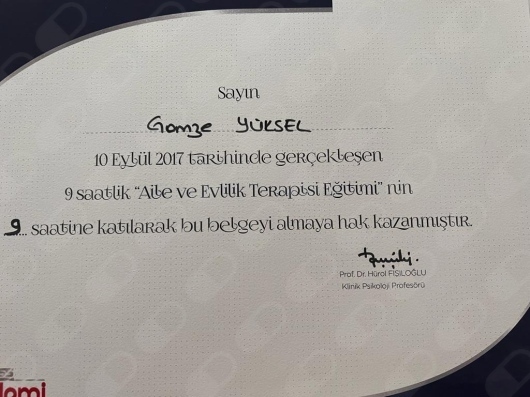 Sayın
Gamze YÜKSEL
10 Eylül 2017 tarihinde gerçekleşen
9 saatlik “Aile ve Evlilik Terapisi Eğitimi” nin
9... saatine katılarak bu belgeyi almaya hak kazanmıştır.
Prof. Dr. Hürol FIŞILOĞLU
Klinik Psikoloji Profesörü